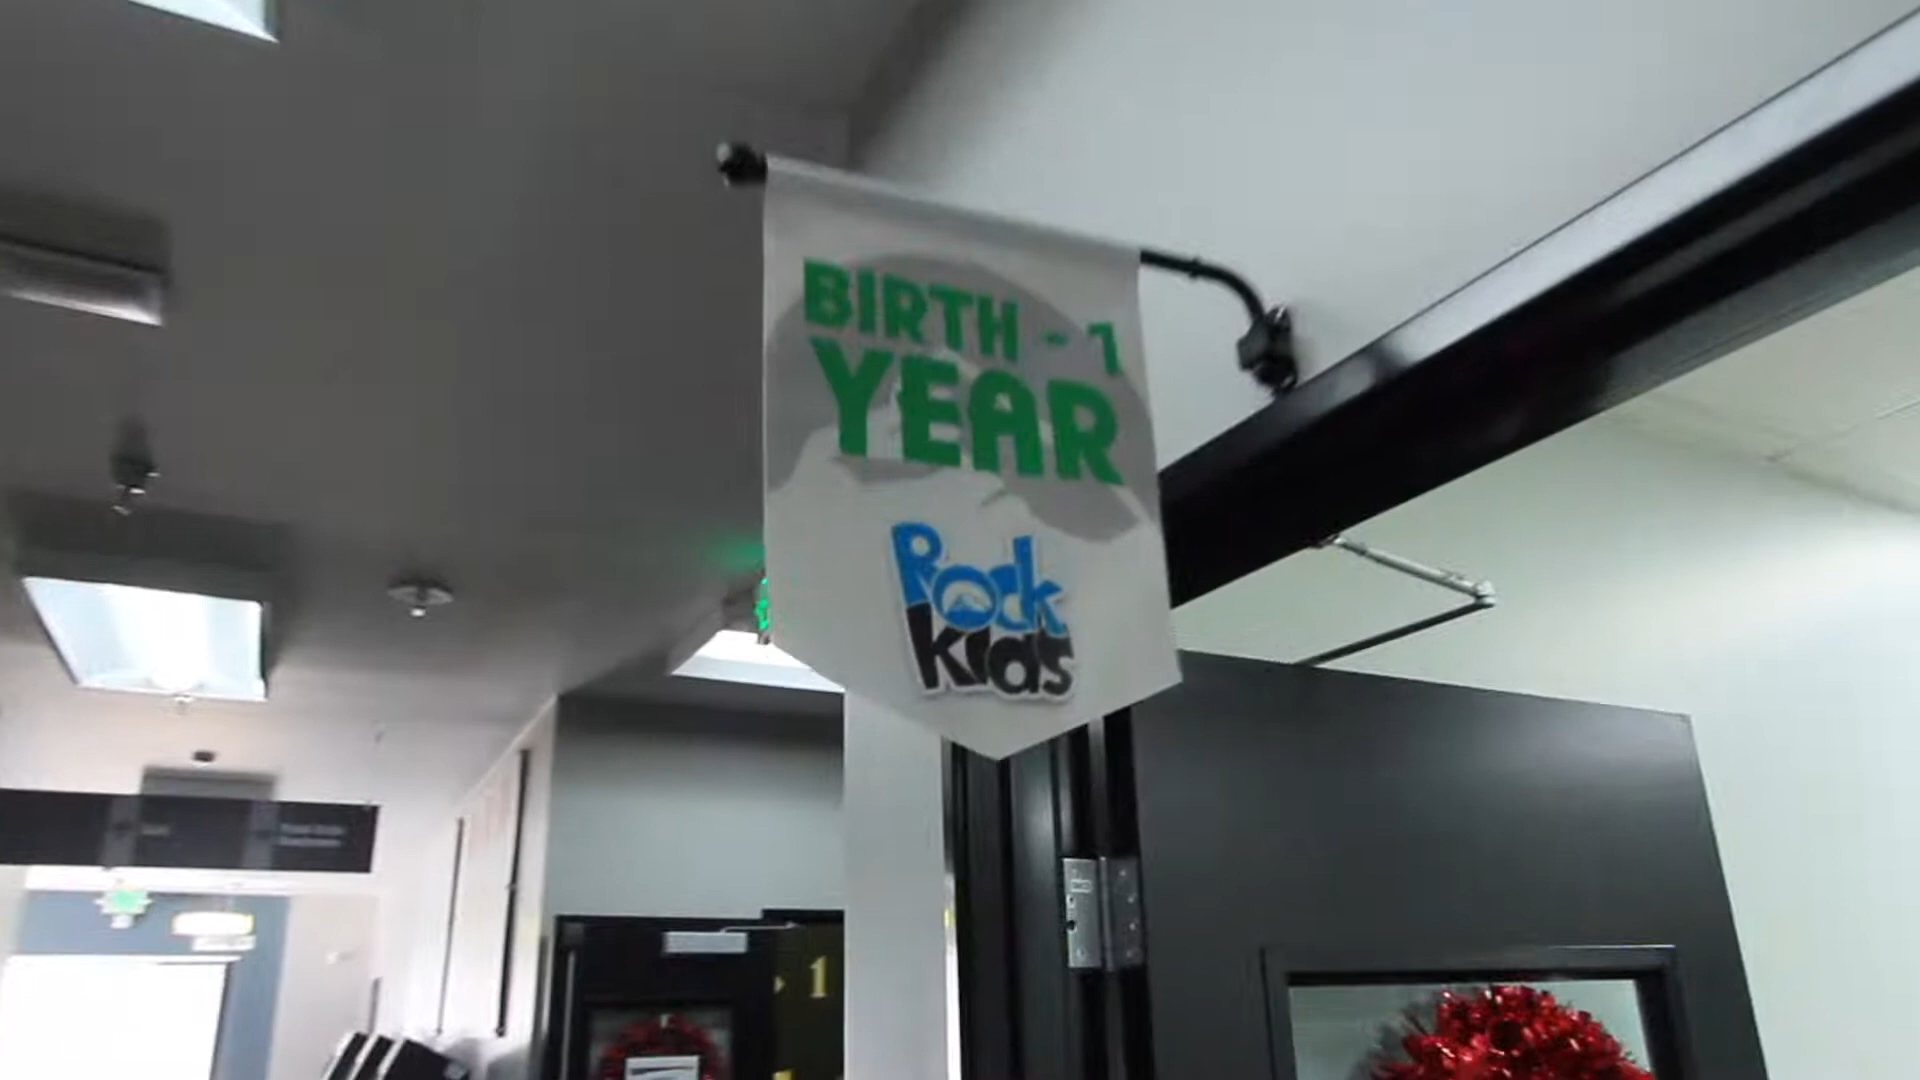 BIRTH - 1
YEAR
Rock
Kids
1